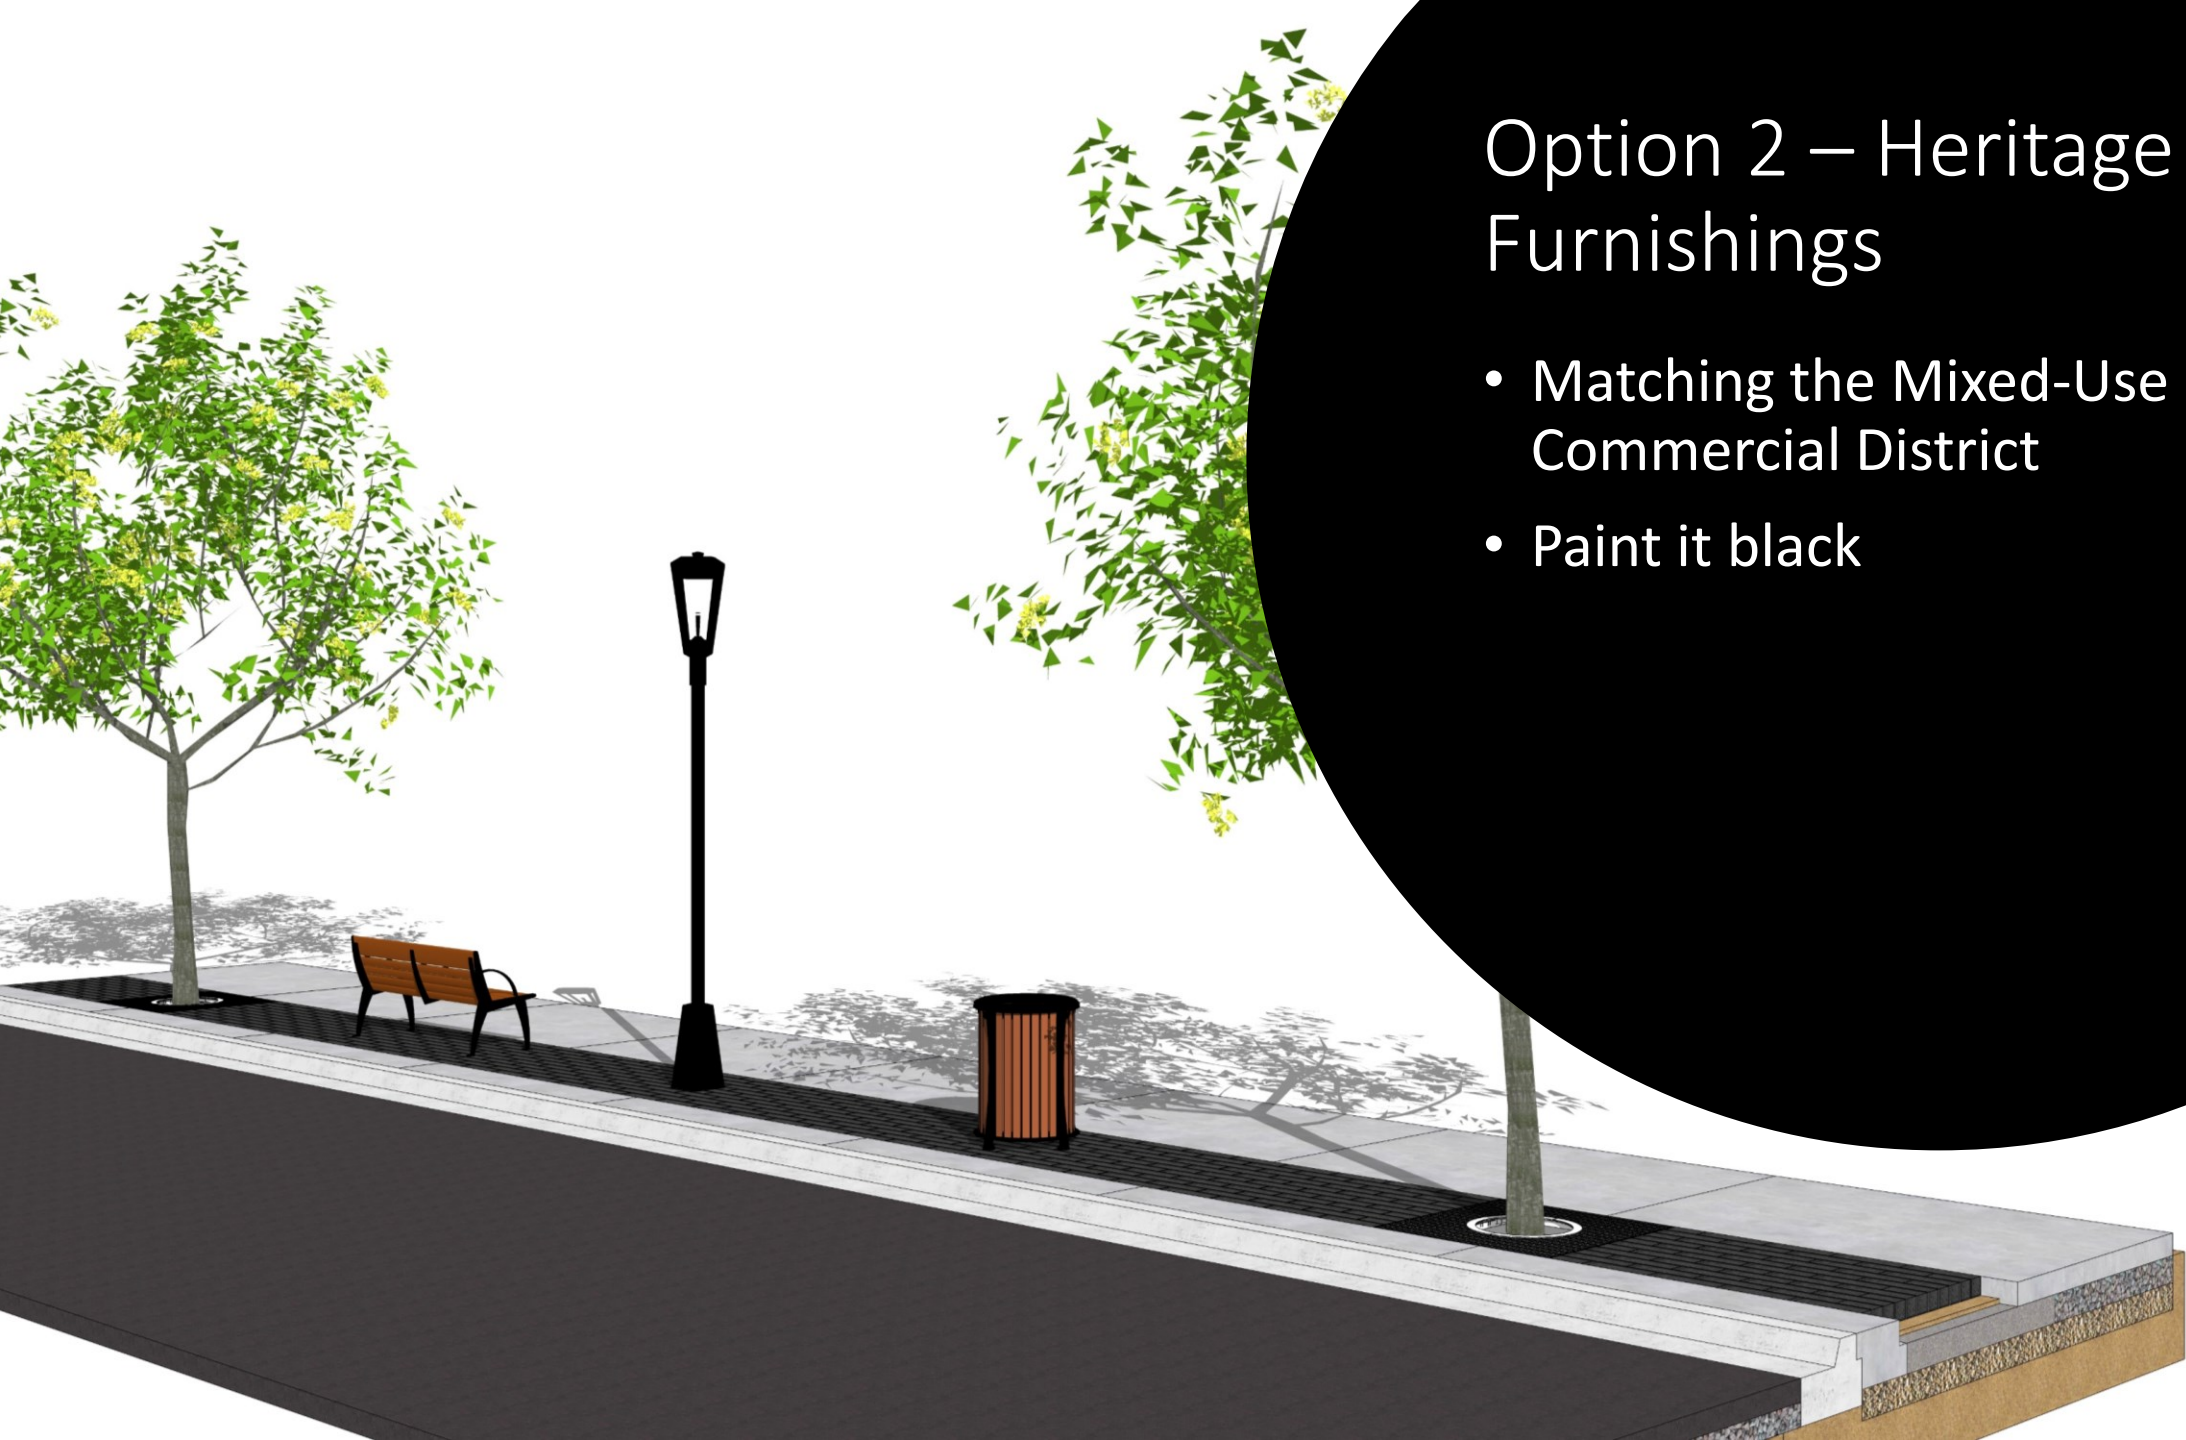 Option 2 – Heritage
Furnishings
• Matching the Mixed-Use
Commercial District
• Paint it black